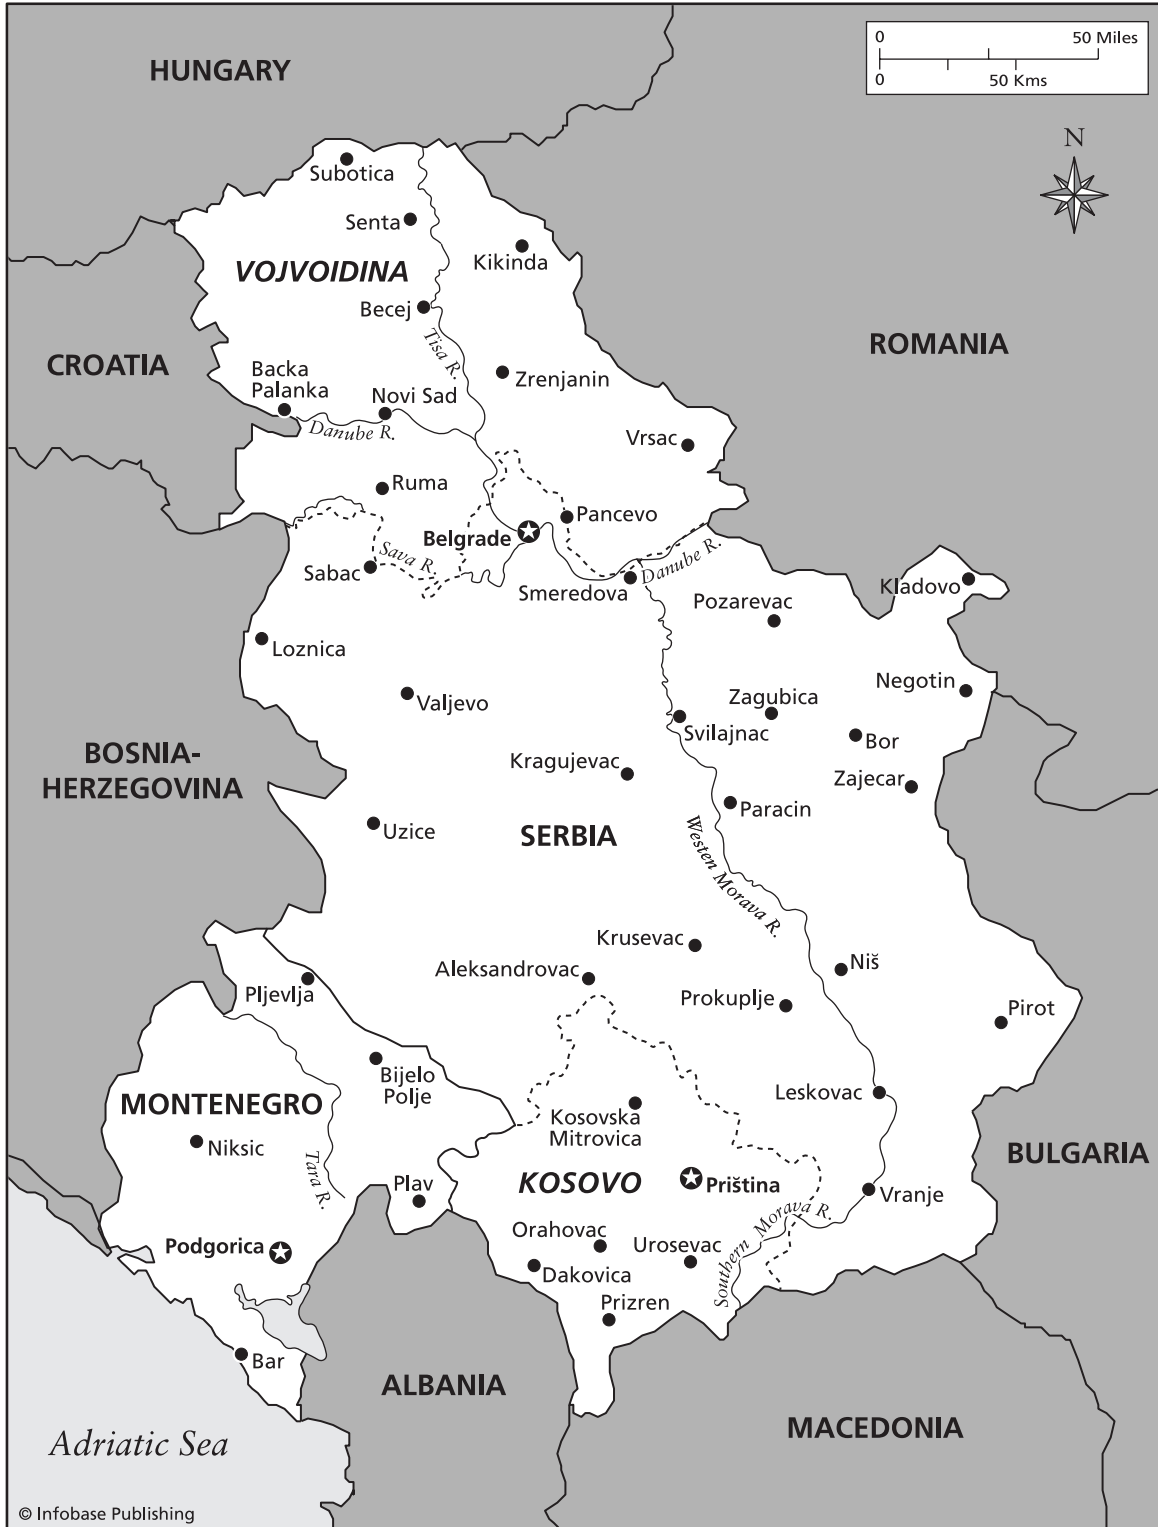 0 50 Miles
0 50 Kms
HUNGARY
N
Subotica
Senta
Kikinda
VOJVOIDINA
Becej
Tisa R.
ROMANIA
CROATIA
Backa
Palanka
Zrenjanin
Novi Sad
Danube R.
Vrsac
Ruma
Pancevo
Belgrade
Sava R.
Danube R.
Sabac
Smeredova
Kladovo
Pozarevac
Loznica
Negotin
Valjevo
Zagubica
Svilajnac
Bor
BOSNIA-
HERZEGOVINA
Kragujevac
Zajecar
Paracin
Uzice
SERBIA
Westen Morava R.
Krusevac
Niš
Aleksandrovac
Pljevlja
Prokuplje
Pirot
Bijelo
Polje
Leskovac
MONTENEGRO
Kosovska
Mitrovica
Niksic
BULGARIA
Tara R.
Plav
KOSOVO
Priština
Vranje
Southern Morava R.
Orahovac
Urosevac
Podgorica
Dakovica
Prizren
Bar
ALBANIA
MACEDONIA
Adriatic Sea
© Infobase Publishing